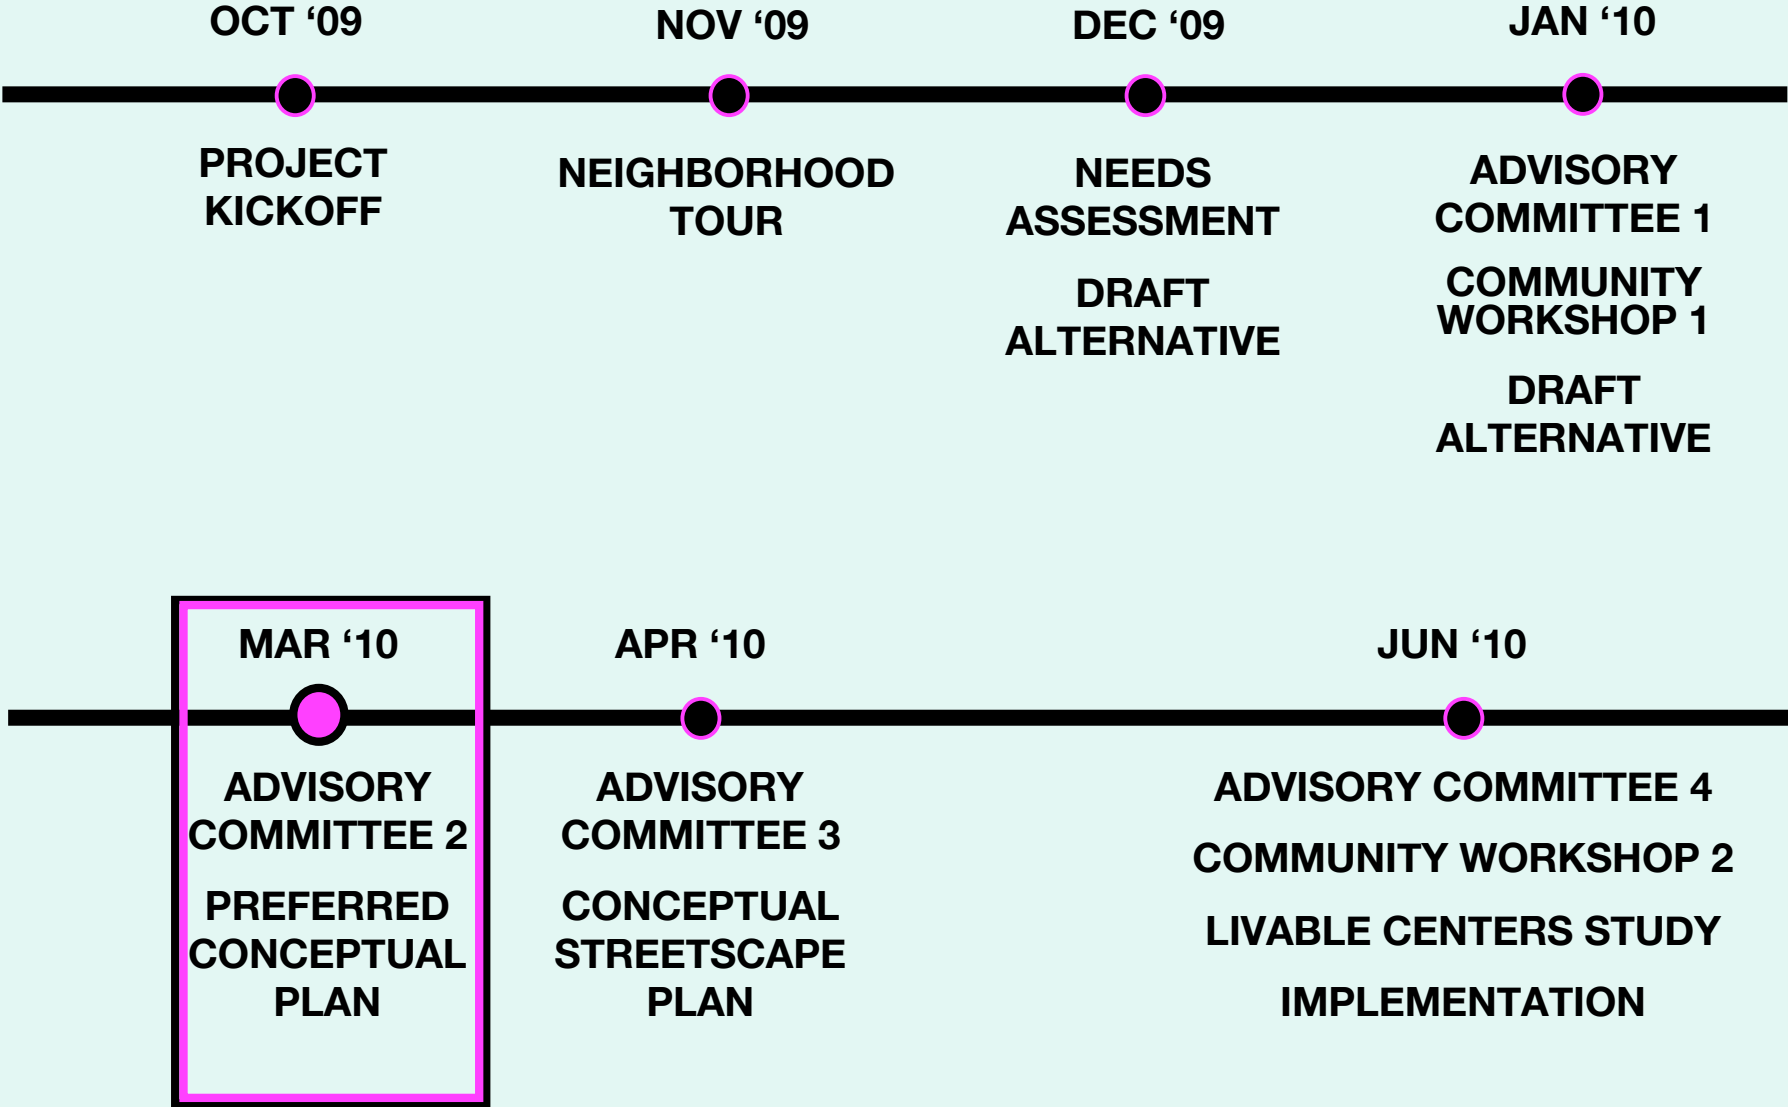 OCT ‘09
NOV ‘09
DEC ‘09
JAN ‘10
PROJECT
KICKOFF
NEIGHBORHOOD
TOUR
NEEDS
ASSESSMENT
DRAFT
ALTERNATIVE
ADVISORY
COMMITTEE 1
COMMUNITY
WORKSHOP 1
DRAFT
ALTERNATIVE
MAR ‘10
APR ‘10
JUN ‘10
ADVISORY
COMMITTEE 2
PREFERRED
CONCEPTUAL
PLAN
ADVISORY
COMMITTEE 3
CONCEPTUAL
STREETSCAPE
PLAN
ADVISORY COMMITTEE 4
COMMUNITY WORKSHOP 2
LIVABLE CENTERS STUDY
IMPLEMENTATION